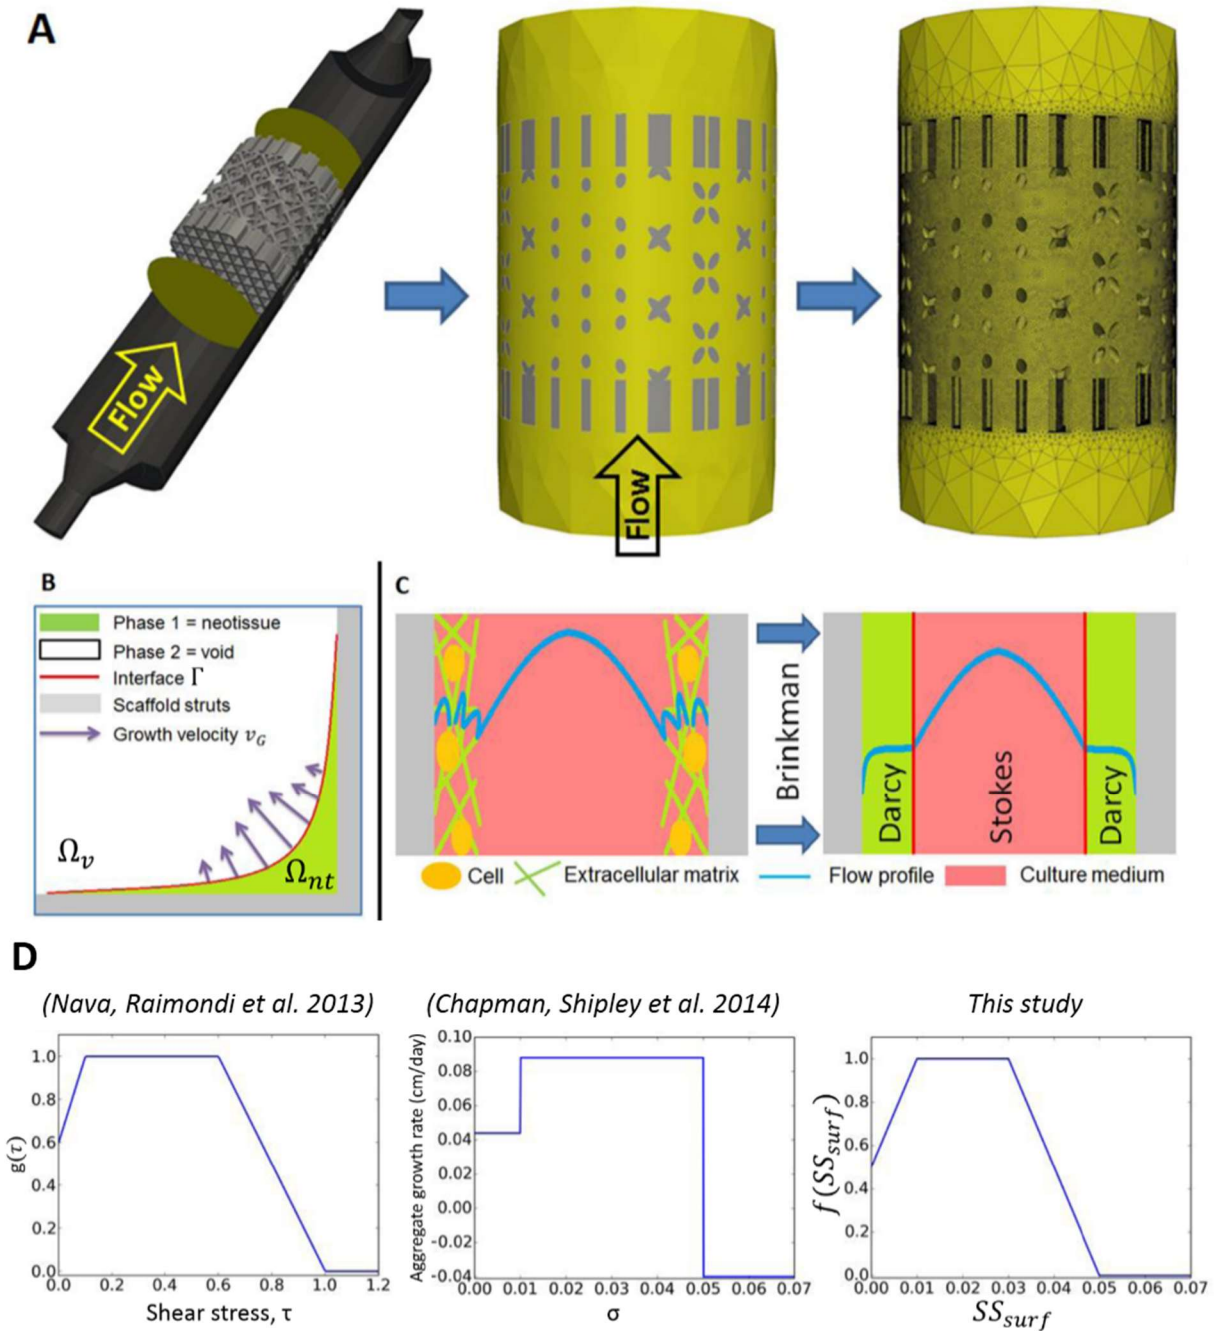 A
Flow
Flow
B
Phase 1 = neotissue
Phase 2 = void
Interface Γ
Scaffold struts
Growth velocity v_G
Ω_v
Ω_nt
C
Brinkman
Darcy
Stokes
Darcy
Cell
Extracellular matrix
Flow profile
Culture medium
D
(Nava, Raimondi et al. 2013)
g(τ)
1.0
0.8
0.6
0.4
0.2
0.0
0.0 0.2 0.4 0.6 0.8 1.0 1.2
Shear stress, τ
(Chapman, Shipley et al. 2014)
Aggregate growth rate (cm/day)
0.10
0.08
0.06
0.04
0.02
0.00
-0.02
-0.04
0.00 0.01 0.02 0.03 0.04 0.05 0.06 0.07
σ
This study
f(SS_surf)
1.0
0.8
0.6
0.4
0.2
0.0
0.00 0.01 0.02 0.03 0.04 0.05 0.06 0.07
SS_surf